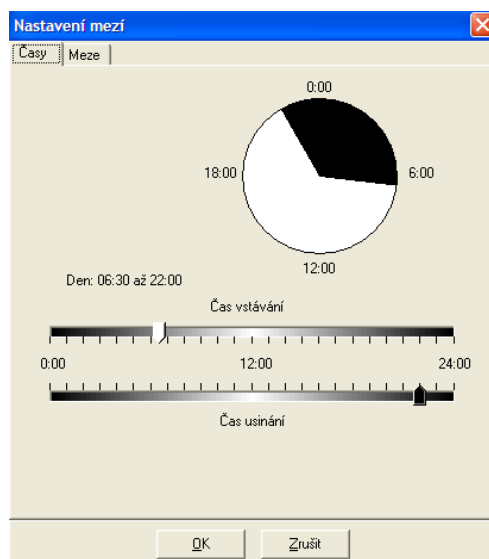 Nastavení mezí
Časy Meze
0:00
18:00 6:00
12:00
Den: 06:30 až 22:00
Čas vstávání
0:00 12:00 24:00
Čas usinání
OK Zrušit